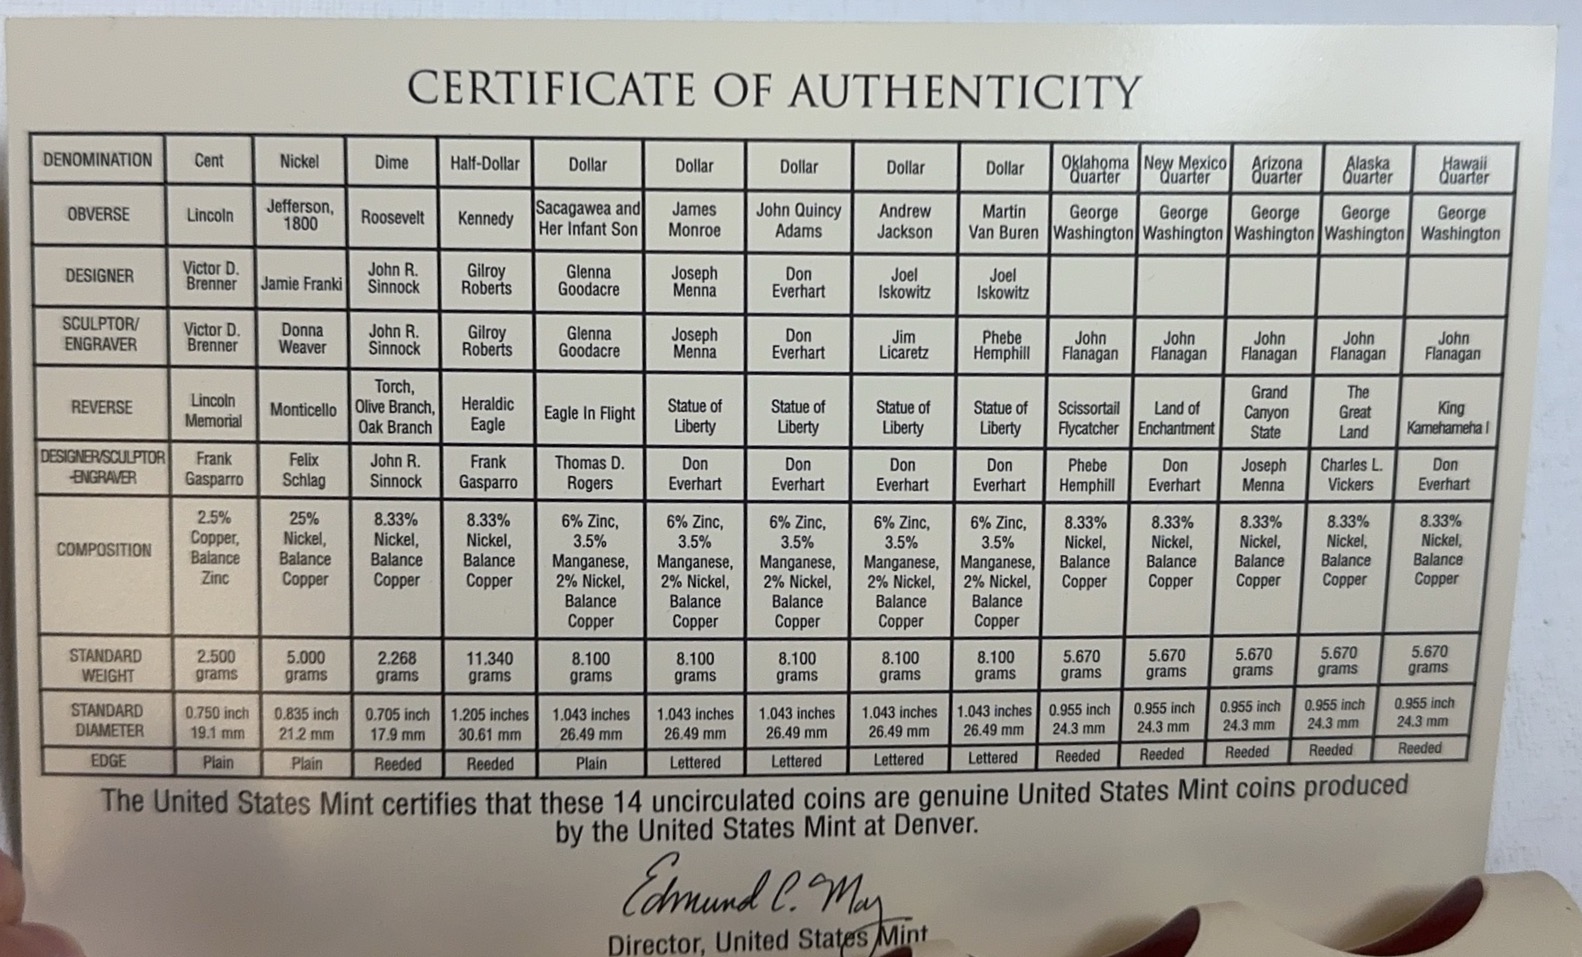 CERTIFICATE OF AUTHENTICITY
DENOMINATION Cent Nickel Dime Half-Dollar Dollar Dollar Dollar Dollar Dollar Oklahoma Quarter New Mexico Quarter Arizona Quarter Alaska Quarter Hawaii Quarter
OBVERSE Lincoln Jefferson, 1800 Roosevelt Kennedy Sacagawea and Her Infant Son James Monroe John Quincy Adams Andrew Jackson Martin Van Buren George Washington George Washington George Washington George Washington George Washington
DESIGNER Victor D. Brenner Jamie Franki John R. Sinnock Gilroy Roberts Glenna Goodacre Joseph Menna Don Everhart Joel Iskowitz Joel Iskowitz
SCULPTOR/ ENGRAVER Victor D. Brenner Donna Weaver John R. Sinnock Gilroy Roberts Glenna Goodacre Joseph Menna Don Everhart Jim Licaretz Phebe Hemphill John Flanagan John Flanagan John Flanagan John Flanagan John Flanagan
REVERSE Lincoln Memorial Monticello Torch, Olive Branch, Oak Branch Heraldic Eagle Eagle In Flight Statue of Liberty Statue of Liberty Statue of Liberty Statue of Liberty Scissortail Flycatcher Land of Enchantment Grand Canyon State The Great Land King Kamehameha I
DESIGNER/SCULPTOR -ENGRAVER Frank Gasparro Felix Schlag John R. Sinnock Frank Gasparro Thomas D. Rogers Don Everhart Don Everhart Don Everhart Don Everhart Phebe Hemphill Don Everhart Joseph Menna Charles L. Vickers Don Everhart
COMPOSITION 2.5% Copper, Balance Zinc 25% Nickel, Balance Copper 8.33% Nickel, Balance Copper 8.33% Nickel, Balance Copper 6% Zinc, 3.5% Manganese, 2% Nickel, Balance Copper 6% Zinc, 3.5% Manganese, 2% Nickel, Balance Copper 6% Zinc, 3.5% Manganese, 2% Nickel, Balance Copper 6% Zinc, 3.5% Manganese, 2% Nickel, Balance Copper 6% Zinc, 3.5% Manganese, 2% Nickel, Balance Copper 8.33% Nickel, Balance Copper 8.33% Nickel, Balance Copper 8.33% Nickel, Balance Copper 8.33% Nickel, Balance Copper 8.33% Nickel, Balance Copper
STANDARD WEIGHT 2.500 grams 5.000 grams 2.268 grams 11.340 grams 8.100 grams 8.100 grams 8.100 grams 8.100 grams 8.100 grams 5.670 grams 5.670 grams 5.670 grams 5.670 grams 5.670 grams
STANDARD DIAMETER 0.750 inch 19.1 mm 0.835 inch 21.2 mm 0.705 inch 17.9 mm 1.205 inches 30.61 mm 1.043 inches 26.49 mm 1.043 inches 26.49 mm 1.043 inches 26.49 mm 1.043 inches 26.49 mm 1.043 inches 26.49 mm 0.955 inch 24.3 mm 0.955 inch 24.3 mm 0.955 inch 24.3 mm 0.955 inch 24.3 mm 0.955 inch 24.3 mm
EDGE Plain Plain Reeded Reeded Plain Lettered Lettered Lettered Lettered Reeded Reeded Reeded Reeded Reeded
The United States Mint certifies that these 14 uncirculated coins are genuine United States Mint coins produced
by the United States Mint at Denver.
Edmund C. Moy
Director, United States Mint